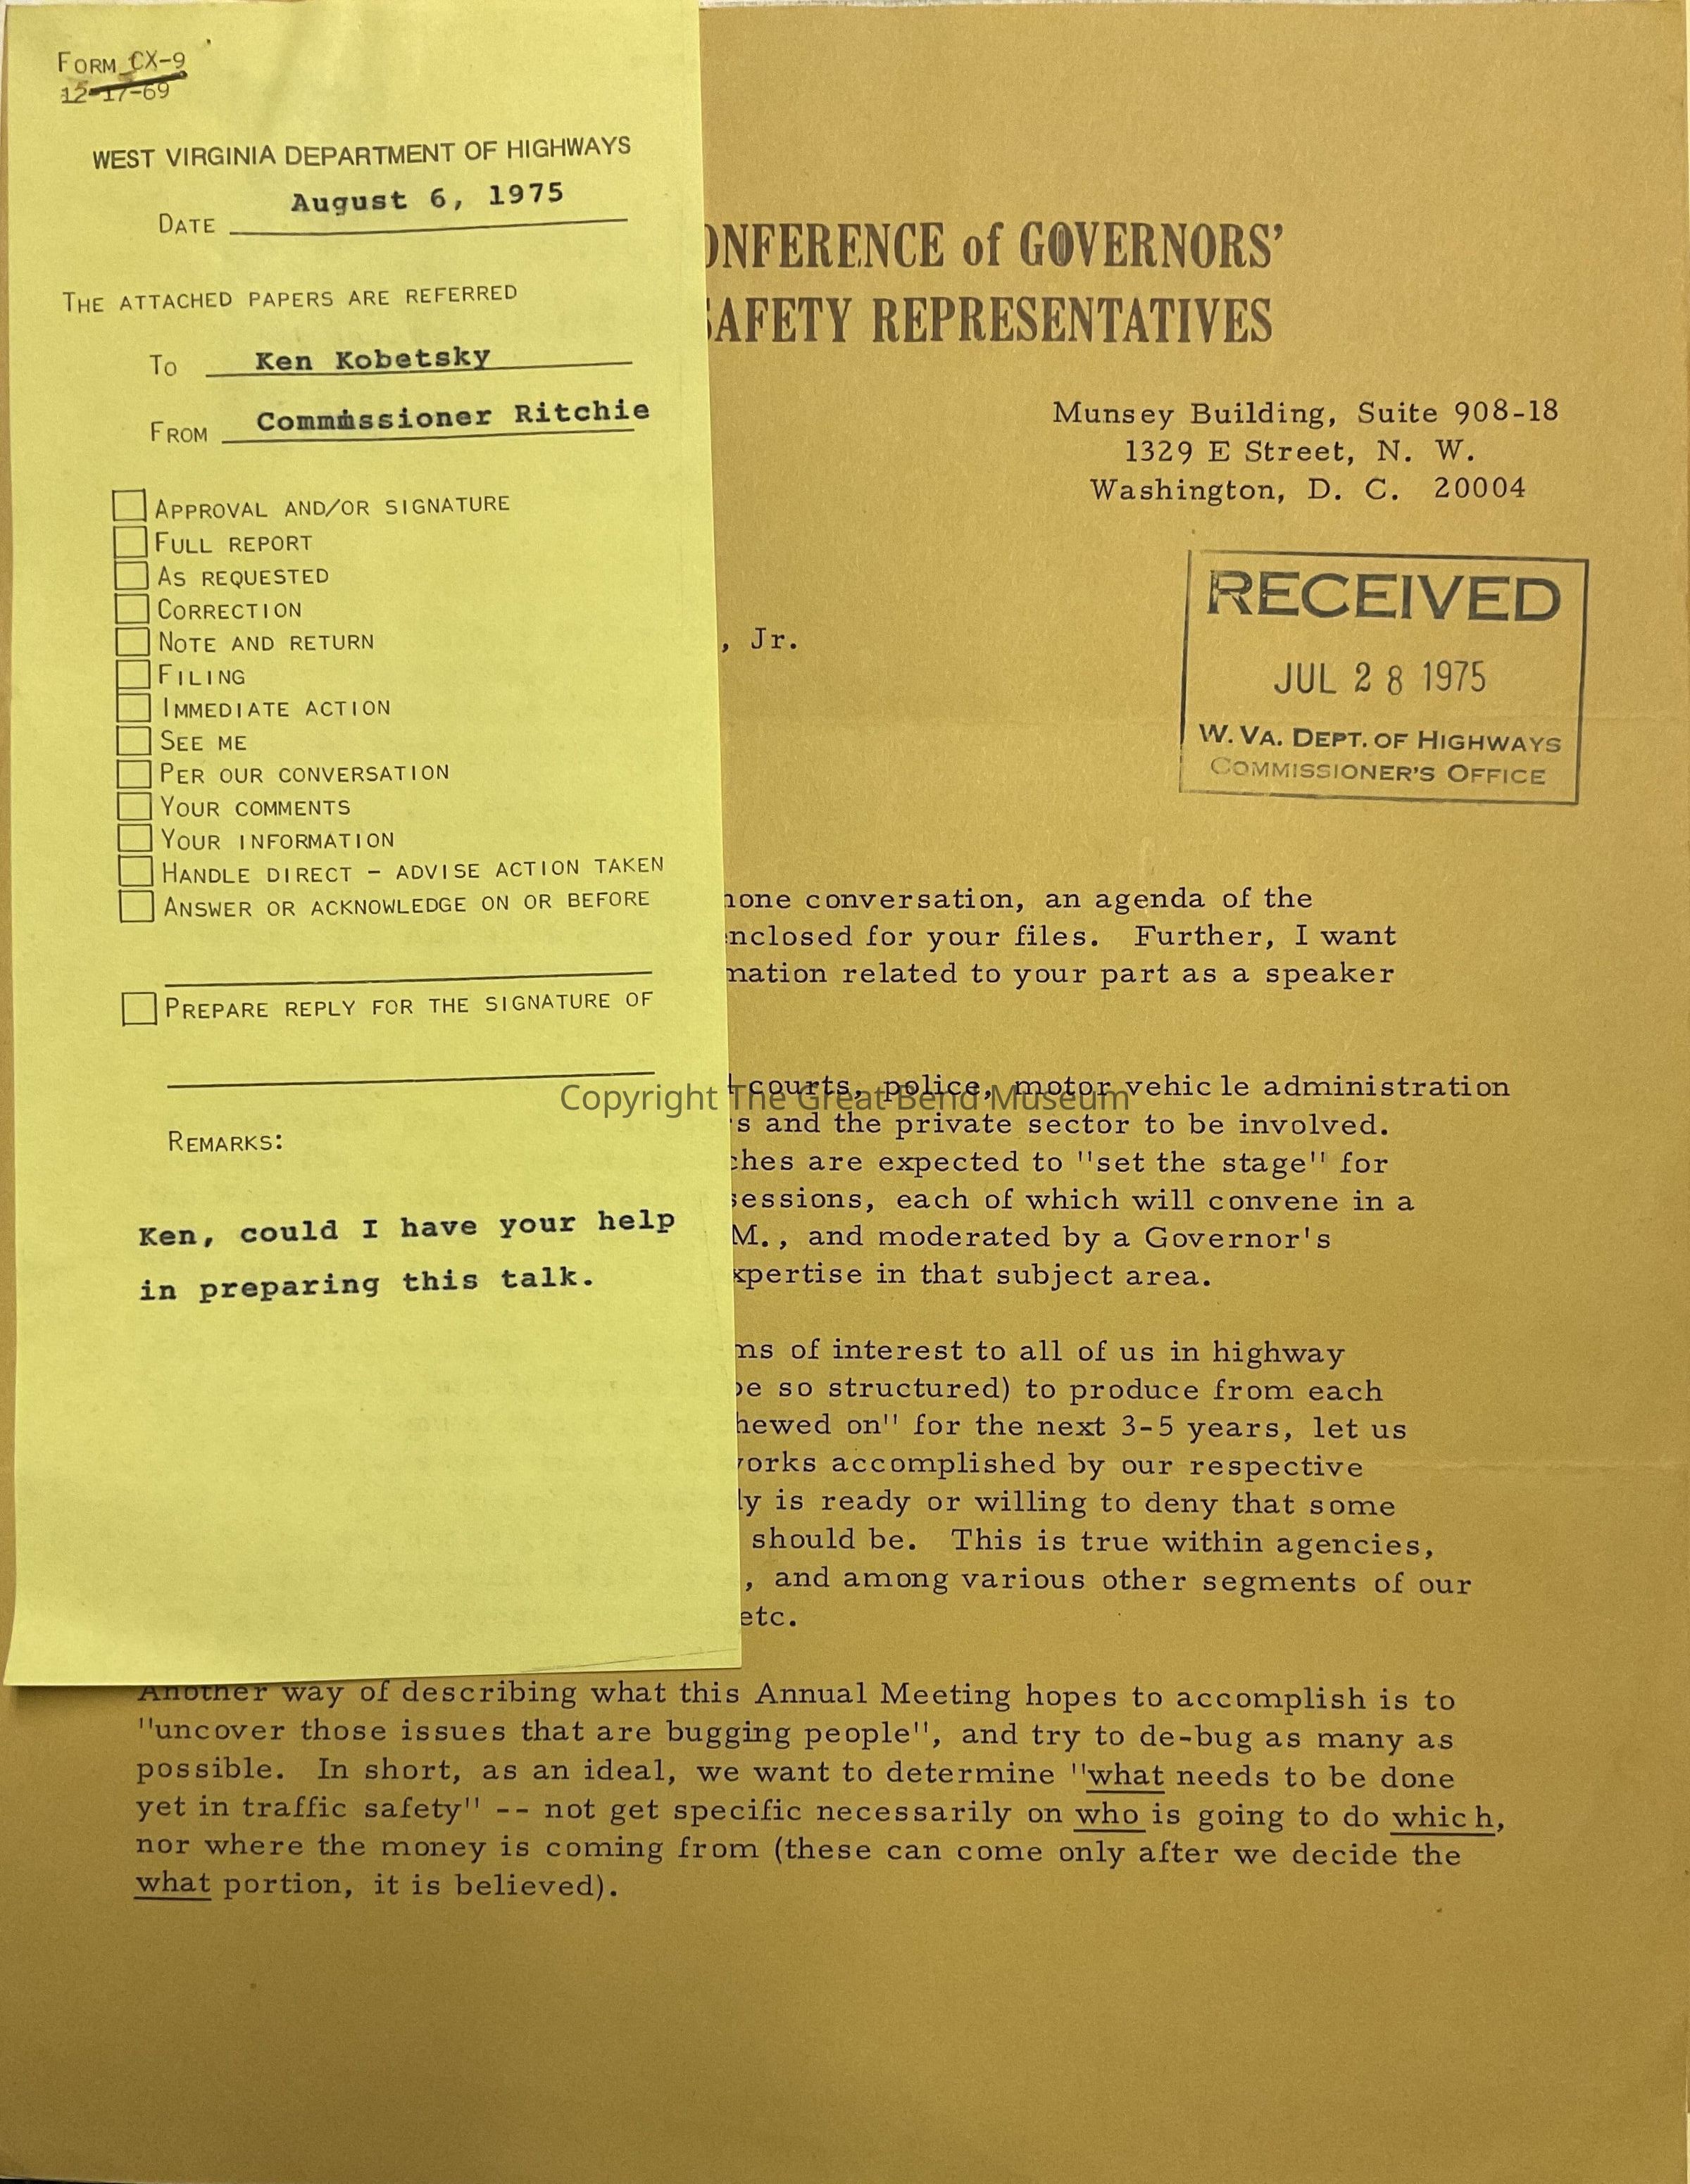 FORM CX-9
12-17-69
WEST VIRGINIA DEPARTMENT OF HIGHWAYS
DATE August 6, 1975
THE ATTACHED PAPERS ARE REFERRED
TO Ken Kobetsky
FROM Commissioner Ritchie
APPROVAL AND/OR SIGNATURE
FULL REPORT
AS REQUESTED
CORRECTION
NOTE AND RETURN
FILING
IMMEDIATE ACTION
SEE ME
PER OUR CONVERSATION
YOUR COMMENTS
YOUR INFORMATION
HANDLE DIRECT - ADVISE ACTION TAKEN
ANSWER OR ACKNOWLEDGE ON OR BEFORE
PREPARE REPLY FOR THE SIGNATURE OF
REMARKS:
Ken, could I have your help
in preparing this talk.
ONFERENCE of GOVERNORS'
SAFETY REPRESENTATIVES
Munsey Building, Suite 908-18
1329 E Street, N. W.
Washington, D. C. 20004
RECEIVED
JUL 28 1975
W. VA. DEPT. OF HIGHWAYS
COMMISSIONER'S OFFICE
, Jr.
hone conversation, an agenda of the
enclosed for your files. Further, I want
mation related to your part as a speaker
courts, police, motor vehicle administration
s and the private sector to be involved.
ches are expected to "set the stage" for
sessions, each of which will convene in a
M., and moderated by a Governor's
xpertise in that subject area.
ms of interest to all of us in highway
be so structured) to produce from each
hewed on" for the next 3-5 years, let us
vorks accomplished by our respective
ly is ready or willing to deny that some
should be. This is true within agencies,
, and among various other segments of our
etc.
Another way of describing what this Annual Meeting hopes to accomplish is to
"uncover those issues that are bugging people", and try to de-bug as many as
possible. In short, as an ideal, we want to determine "what needs to be done
yet in traffic safety" -- not get specific necessarily on who is going to do which,
nor where the money is coming from (these can come only after we decide the
what portion, it is believed).
Copyright The Great Bend Museum